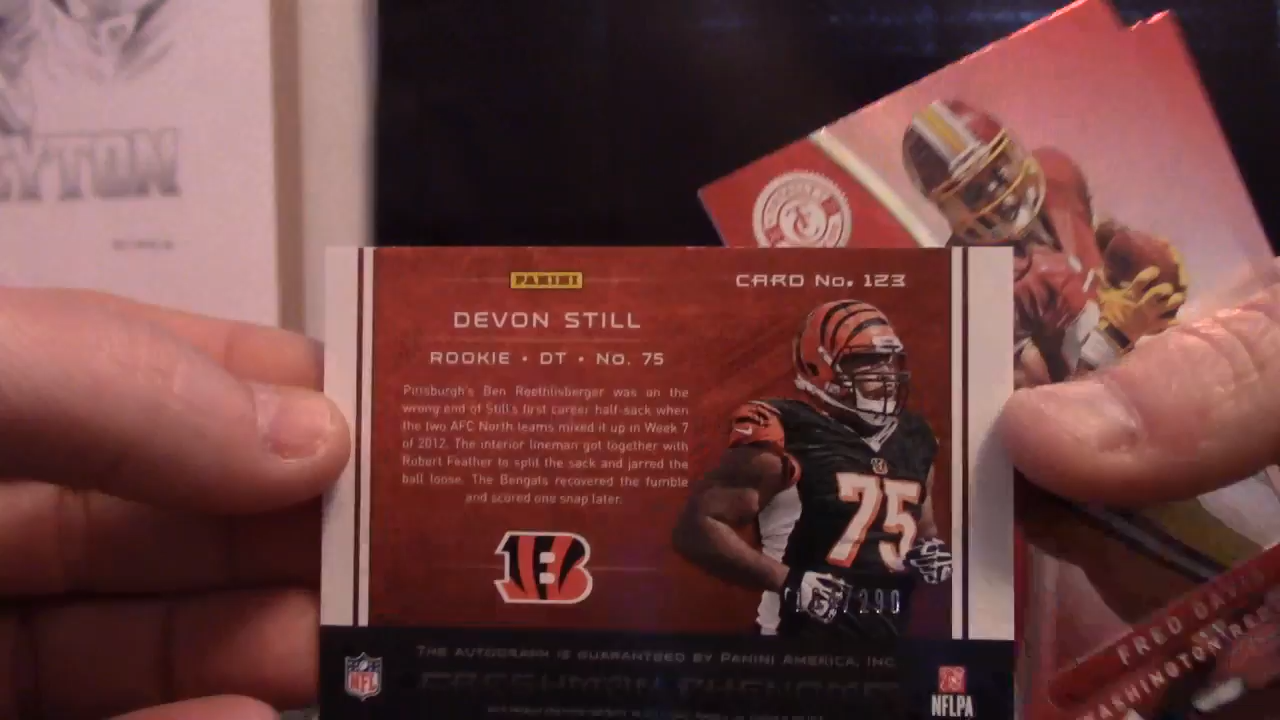 PANINI
CARD No. 123
DEVON STILL
ROOKIE • DT • No. 75
Pittsburgh's Ben Roethlisberger was an the
wrong end of Still's first career half-sack when
the two AFC North teams mixed it up in Week 7
of 2012. The interior lineman got together with
Robert Feather to split the sack and jarred the
ball loose. The Bengals recovered the fumble
and scored one snap later.
B
75
/290
THE AUTOGRAPH IS GUARANTEED BY PANINI AMERICA, INC.
FRESHMAN PHENOMS
NFL
NFLPA
FRED DAVIS
WASHINGTON
EYTON